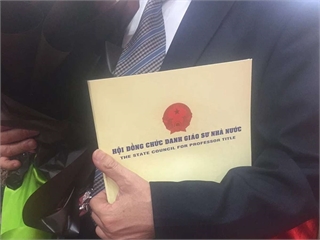 HỘI ĐỒNG CHỨC DANH GIÁO SƯ NHÀ NƯỚC
THE STATE COUNCIL FOR PROFESSOR TITLE